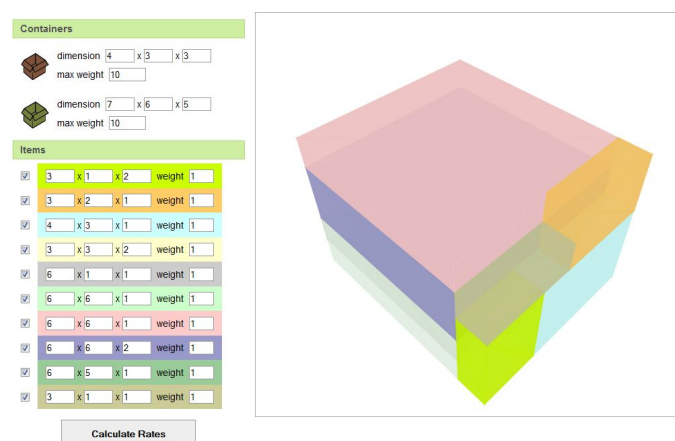 Containers
dimension 4 x 3 x 3
max weight 10
dimension 7 x 6 x 5
max weight 10
Items
3 x 1 x 2 weight 1
3 x 2 x 1 weight 1
4 x 3 x 1 weight 1
3 x 3 x 2 weight 1
6 x 1 x 1 weight 1
6 x 6 x 1 weight 1
6 x 6 x 1 weight 1
6 x 6 x 2 weight 1
6 x 5 x 1 weight 1
3 x 1 x 1 weight 1
Calculate Rates